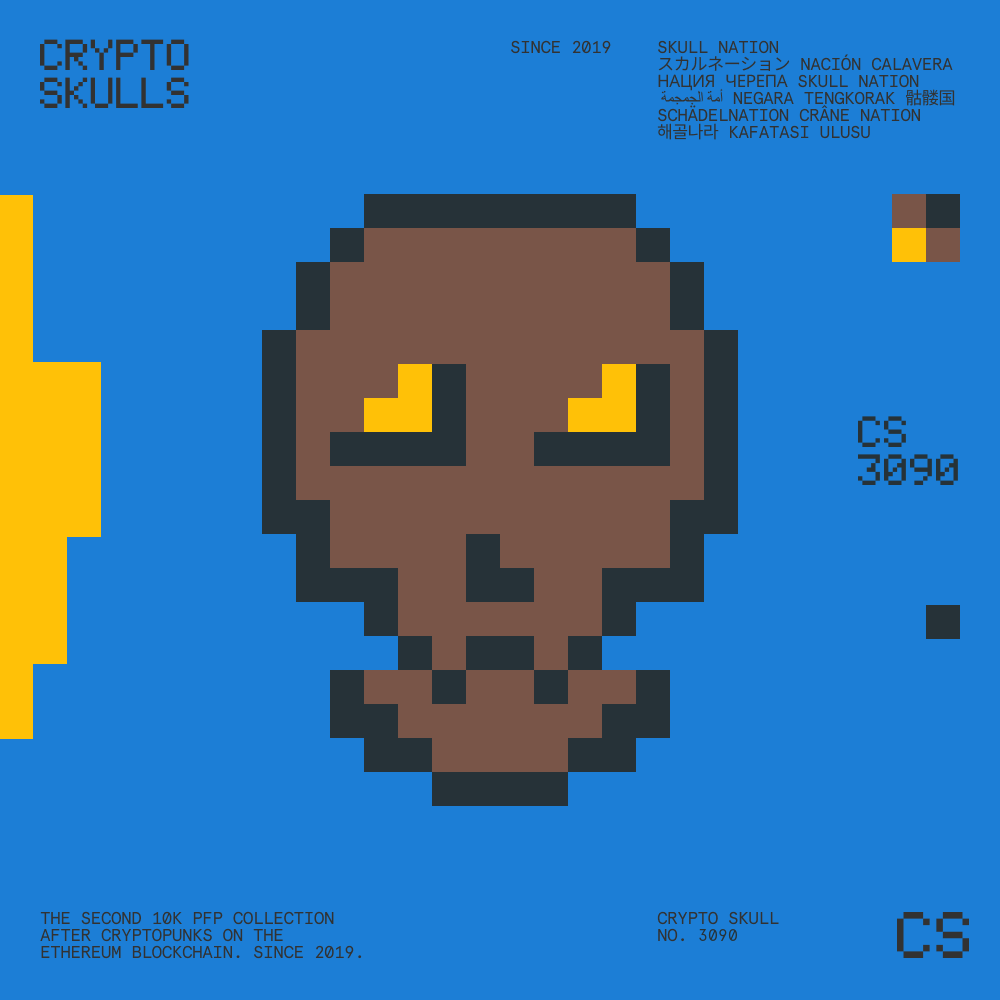 CRYPTO
SKULLS
SINCE 2019
SKULL NATION
スカルネーション NACIÓN CALAVERA
НАЦИЯ ЧЕРЕПА SKULL NATION
أمة الجمجمة NEGARA TENGKORAK 骷髅国
SCHÄDELNATION CRÂNE NATION
해골나라 KAFATASI ULUSU
CS
3090
THE SECOND 10K PFP COLLECTION
AFTER CRYPTOPUNKS ON THE
ETHEREUM BLOCKCHAIN. SINCE 2019.
CRYPTO SKULL
NO. 3090
CS